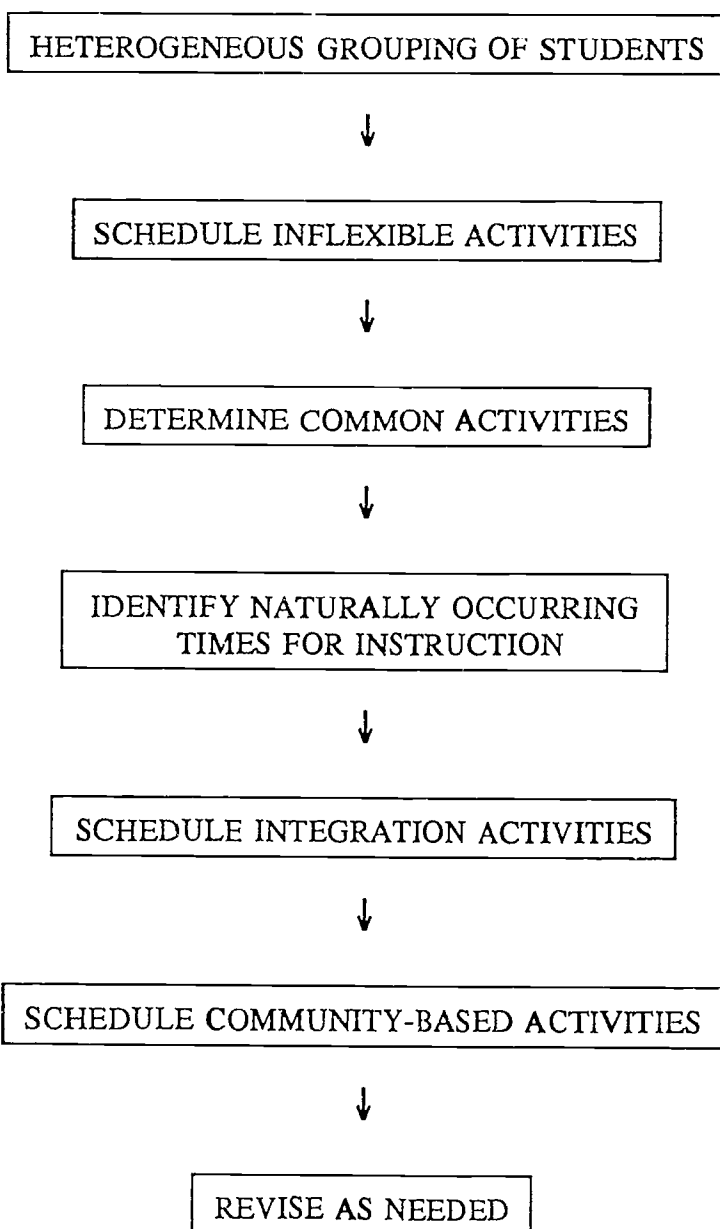 HETEROGENEOUS GROUPING OF STUDENTS
SCHEDULE INFLEXIBLE ACTIVITIES
DETERMINE COMMON ACTIVITIES
IDENTIFY NATURALLY OCCURRING
TIMES FOR INSTRUCTION
SCHEDULE INTEGRATION ACTIVITIES
SCHEDULE COMMUNITY-BASED ACTIVITIES
REVISE AS NEEDED